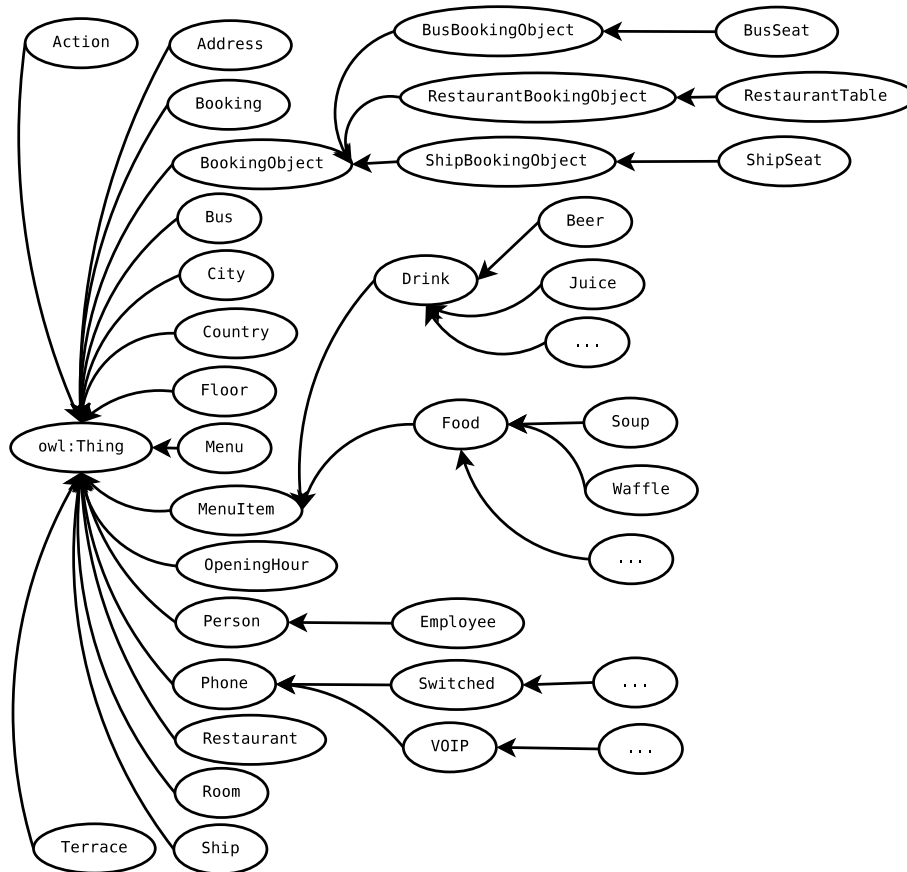 Action
Address
Booking
BookingObject
Bus
City
Country
Floor
owl:Thing
Menu
MenuItem
OpeningHour
Person
Phone
Restaurant
Room
Terrace
Ship
BusBookingObject
BusSeat
RestaurantBookingObject
RestaurantTable
ShipBookingObject
ShipSeat
Drink
Beer
Juice
...
Food
Soup
Waffle
...
Employee
Switched
...
VOIP
...